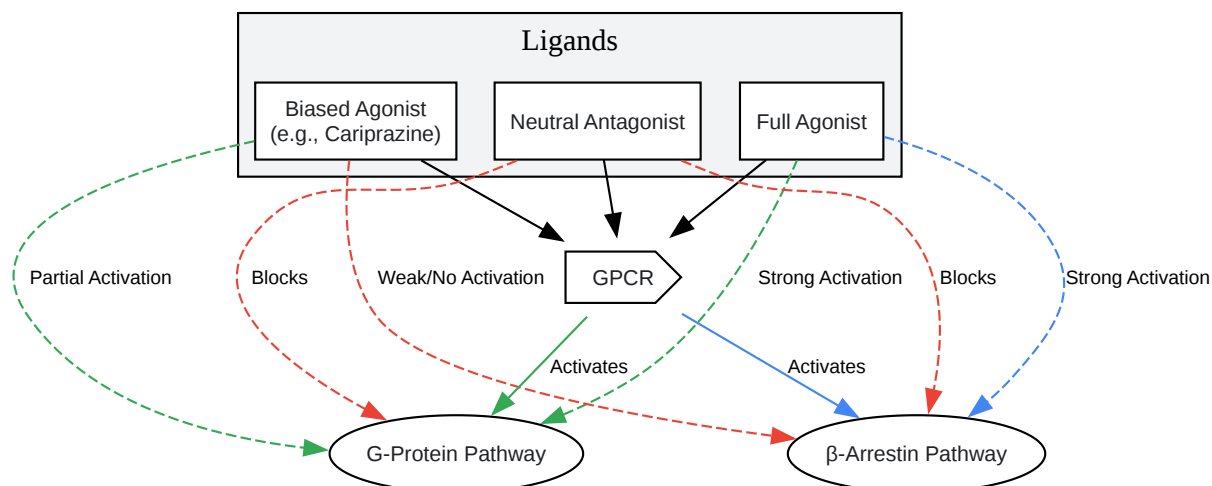 Ligands
Biased Agonist
(e.g., Cariprazine)
Neutral Antagonist
Full Agonist
Partial Activation
Blocks
Weak/No Activation
GPCR
Strong Activation
Blocks
Strong Activation
Activates
Activates
G-Protein Pathway
β-Arrestin Pathway